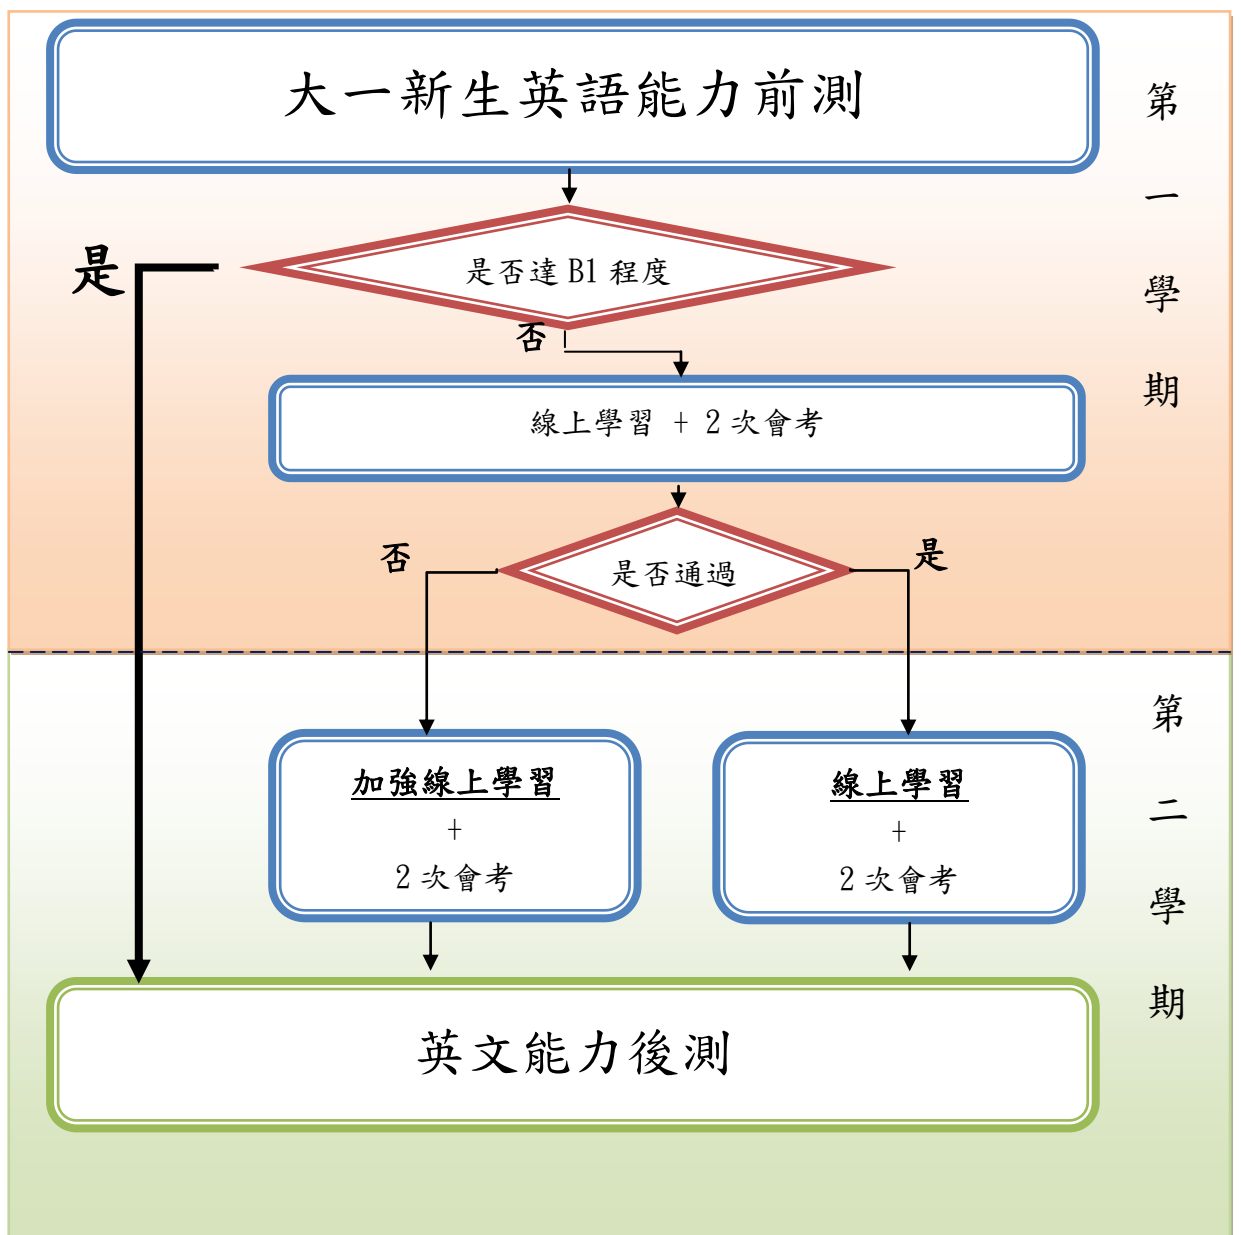 大一新生英語能力前測
第一學期
是
是否達 B1 程度
否
線上學習 + 2 次會考
否
是否通過
是
第二學期
加強線上學習
+
2 次會考
線上學習
+
2 次會考
英文能力後測